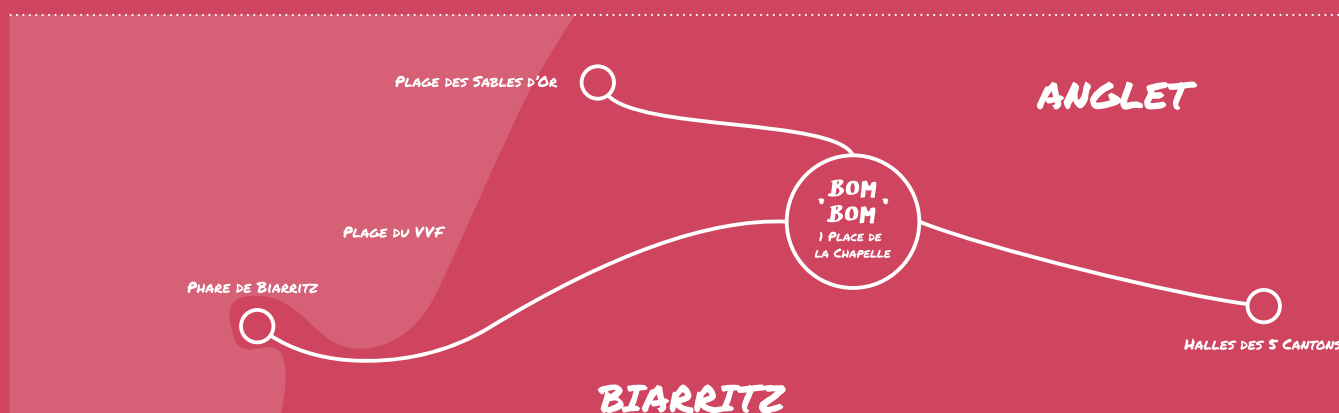 Plage des Sables d'Or
ANGLET
BOM
BOM
1 Place de
la Chapelle
Plage du VVF
Phare de Biarritz
Halles des 5 Cantons
BIARRITZ